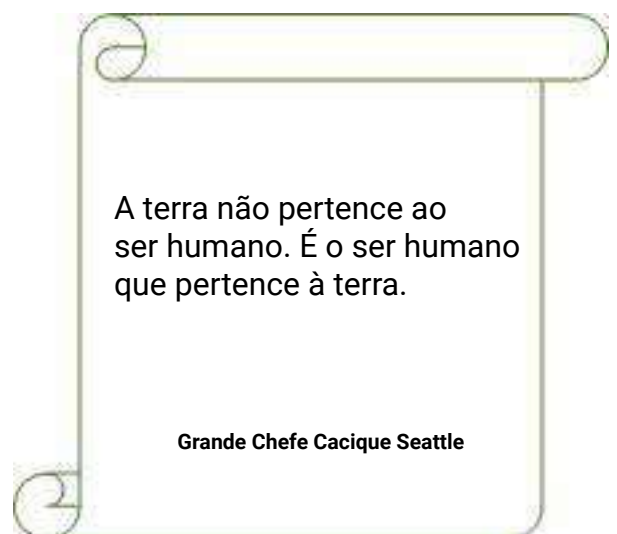 A terra não pertence ao
ser humano. É o ser humano
que pertence à terra.
Grande Chefe Cacique Seattle